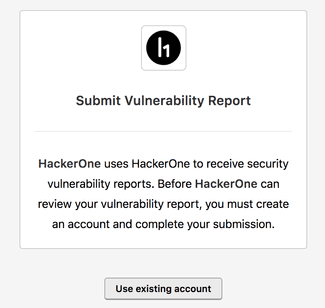 h1
Submit Vulnerability Report
HackerOne uses HackerOne to receive security
vulnerability reports. Before HackerOne can
review your vulnerability report, you must create
an account and complete your submission.
Use existing account